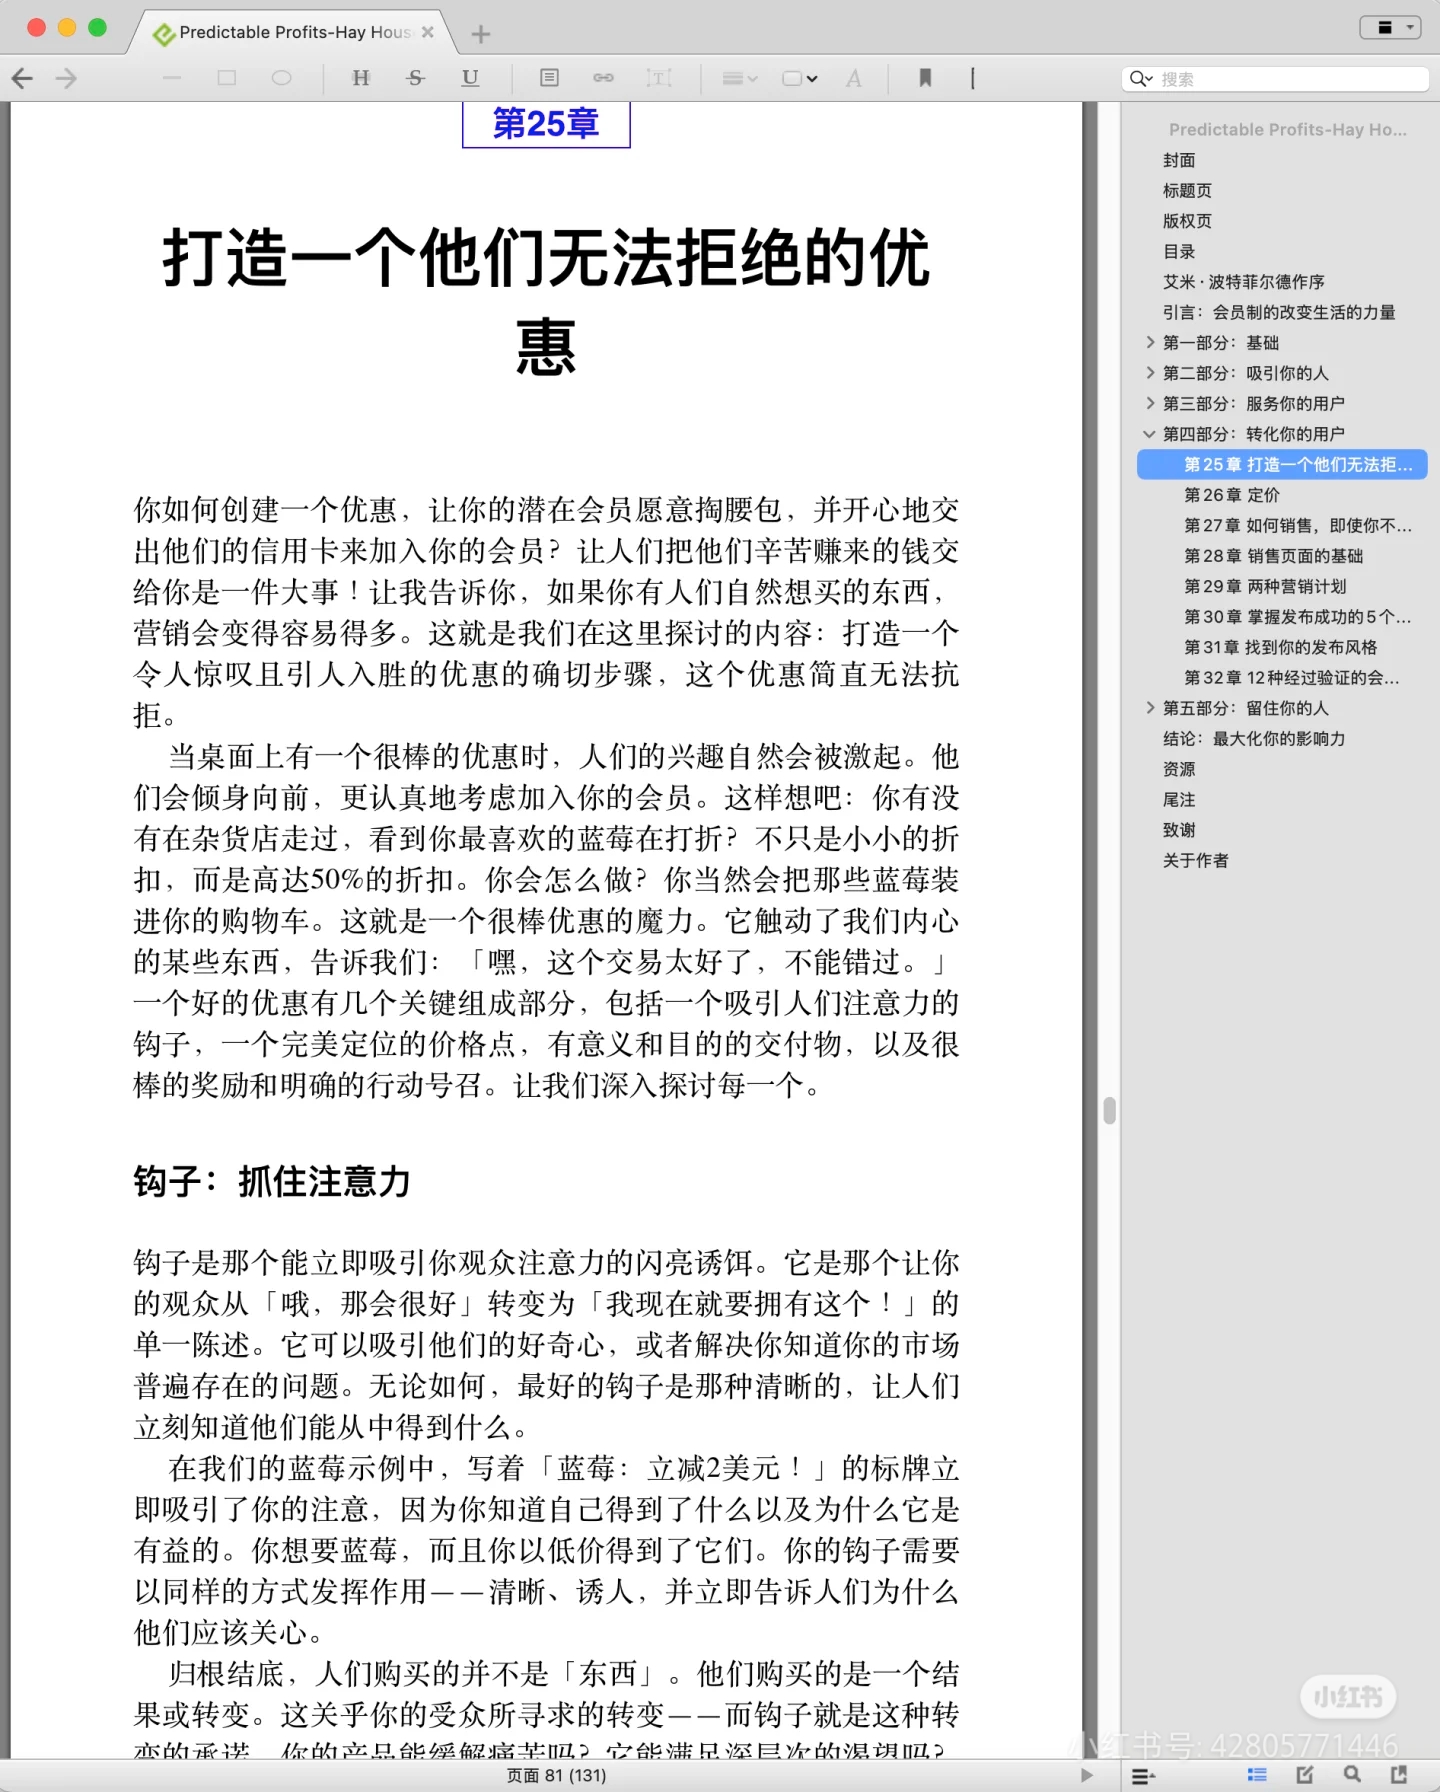 Predictable Profits-Hay Hous
H S U T A
搜索
第25章
打造一个他们无法拒绝的优
惠
你如何创建一个优惠，让你的潜在会员愿意掏腰包，并开心地交
出他们的信用卡来加入你的会员？让人们把他们辛苦赚来的钱交
给你是一件大事！让我告诉你，如果你有人们自然想买的东西，
营销会变得容易得多。这就是我们在这里探讨的内容：打造一个
令人惊叹且引人入胜的优惠的确切步骤，这个优惠简直无法抗
拒。
当桌面上有一个很棒的优惠时，人们的兴趣自然会被激起。他
们会倾身向前，更认真地考虑加入你的会员。这样想吧：你有没
有在杂货店走过，看到你最喜欢的蓝莓在打折？不只是小小的折
扣，而是高达50%的折扣。你会怎么做？你当然会把那些蓝莓装
进你的购物车。这就是一个很棒优惠的魔力。它触动了我们内心
的某些东西，告诉我们：「嘿，这个交易太好了，不能错过。」
一个好的优惠有几个关键组成部分，包括一个吸引人们注意力的
钩子，一个完美定位的价格点，有意义和目的的交付物，以及很
棒的奖励和明确的行动号召。让我们深入探讨每一个。
钩子：抓住注意力
钩子是那个能立即吸引你观众注意力的闪亮诱饵。它是那个让你
的观众从「哦，那会很好」转变为「我现在就要拥有这个！」的
单一陈述。它可以吸引他们的好奇心，或者解决你知道你的市场
普遍存在的问题。无论如何，最好的钩子是那种清晰的，让人们
立刻知道他们能从中得到什么。
在我们的蓝莓示例中，写着「蓝莓：立减2美元！」的标牌立
即吸引了你的注意，因为你知道自己得到了什么以及为什么它是
有益的。你想要蓝莓，而且你以低价得到了它们。你的钩子需要
以同样的方式发挥作用——清晰、诱人，并立即告诉人们为什么
他们应该关心。
归根结底，人们购买的并不是「东西」。他们购买的是一个结
果或转变。这关乎你的受众所寻求的转变——而钩子就是这种转
变的承诺。你的产品能缓解痛苦吗？它能满足深层次的渴望吗？
页面 81 (131)
Predictable Profits-Hay Ho...
封面
标题页
版权页
目录
艾米·波特菲尔德作序
引言：会员制的改变生活的力量
第一部分：基础
第二部分：吸引你的人
第三部分：服务你的用户
第四部分：转化你的用户
第25章 打造一个他们无法拒...
第26章 定价
第27章 如何销售，即使你不...
第28章 销售页面的基础
第29章 两种营销计划
第30章 掌握发布成功的5个...
第31章 找到你的发布风格
第32章 12种经过验证的会...
第五部分：留住你的人
结论：最大化你的影响力
资源
尾注
致谢
关于作者
小红书
小红书号: 42805771446